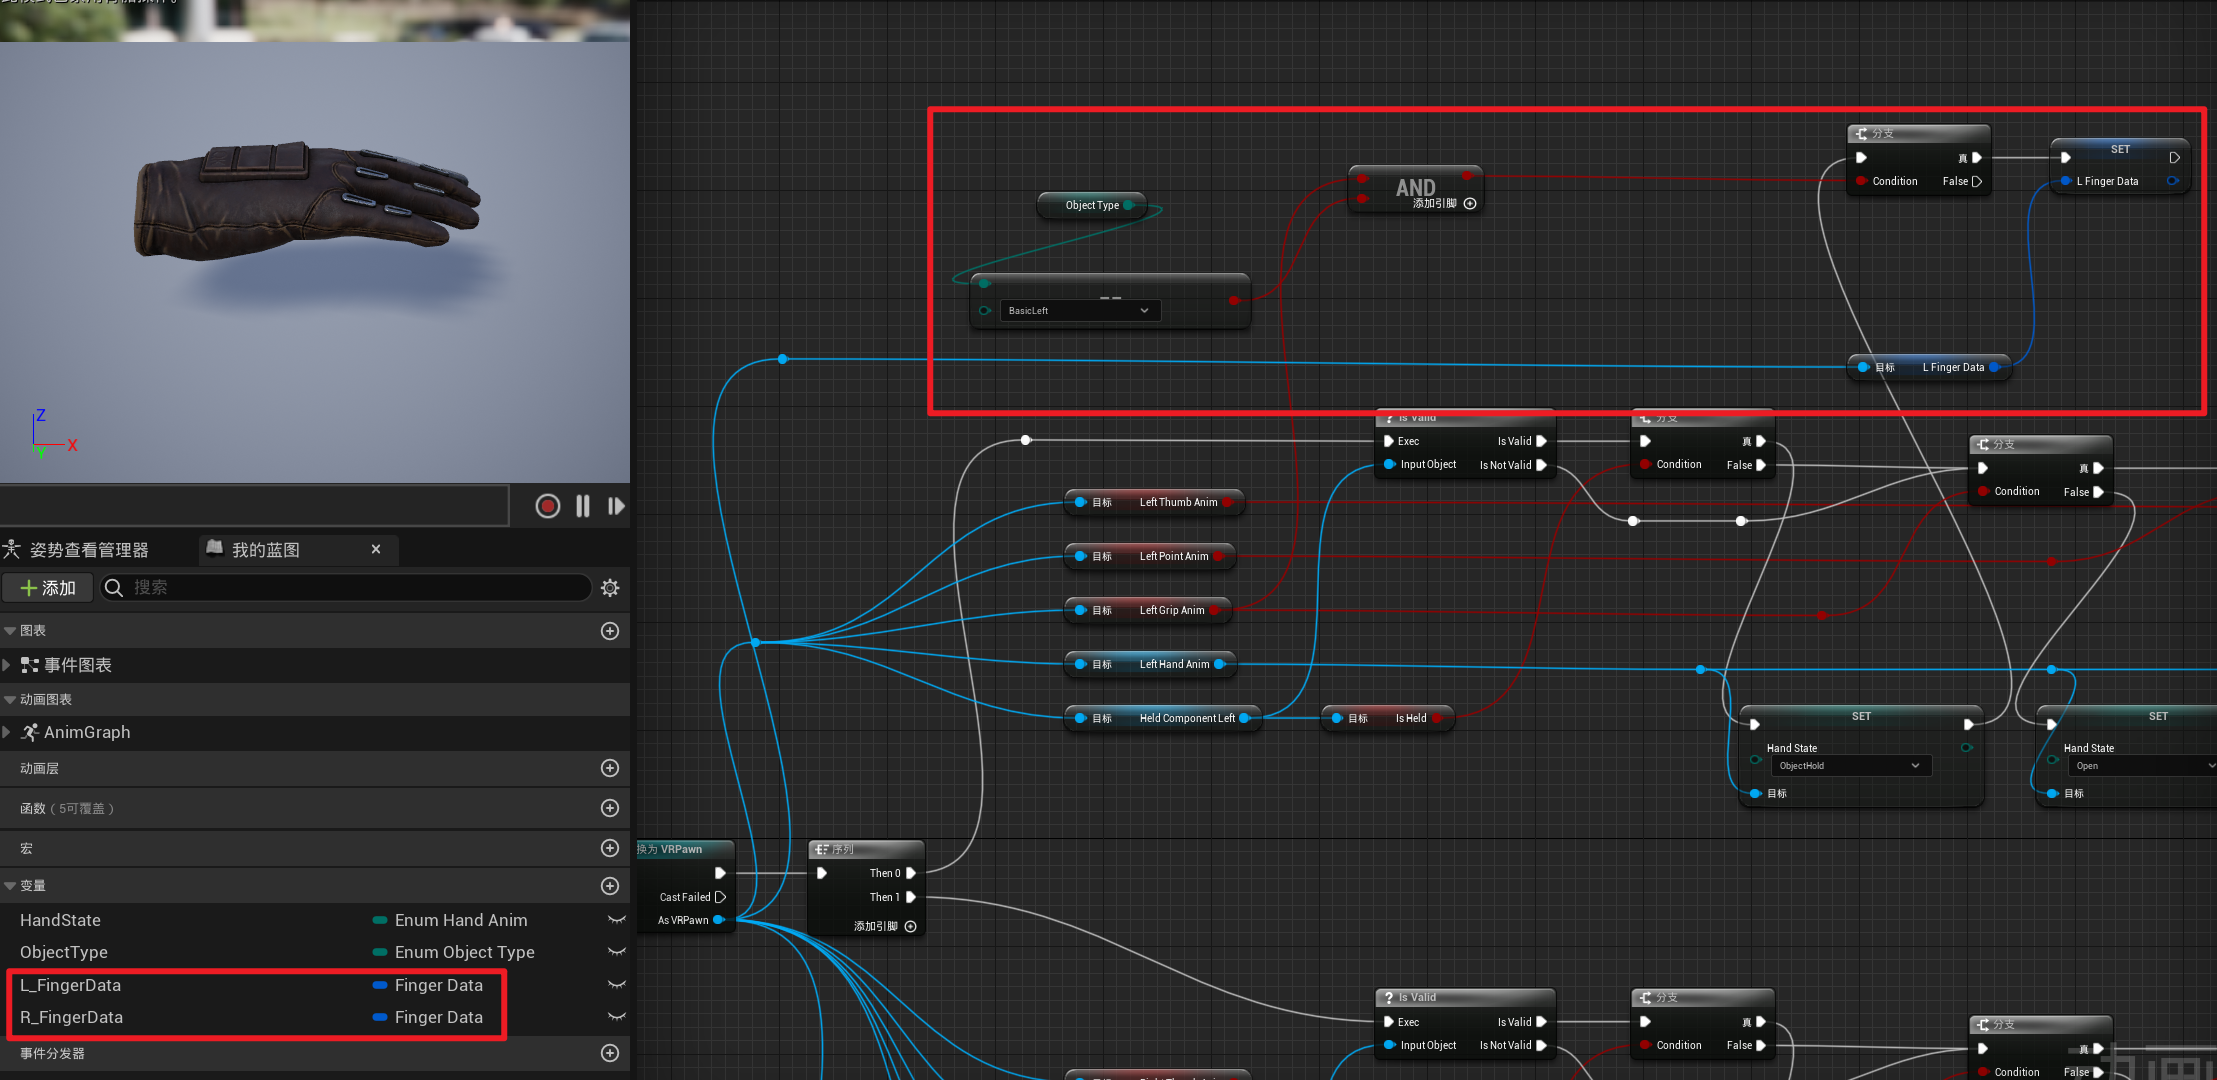 姿势查看管理器
我的蓝图
添加
搜索
图表
事件图表
动画图表
AnimGraph
动画层
函数（5可覆盖）
宏
变量
HandState
Enum Hand Anim
ObjectType
Enum Object Type
L_FingerData
Finger Data
R_FingerData
Finger Data
事件分发器
Z
X
Y
Object Type
BasicLeft
==
AND
添加引脚
分支
真
Condition
False
SET
L Finger Data
目标
L Finger Data
Is Valid
Exec
Is Valid
Input Object
Is Not Valid
分支
真
Condition
False
分支
真
Condition
False
目标
Left Thumb Anim
目标
Left Point Anim
目标
Left Grip Anim
目标
Left Hand Anim
目标
Held Component Left
目标
Is Held
SET
Hand State
ObjectHold
目标
SET
Hand State
Open
目标
换为 VRPawn
Cast Failed
As VRPawn
序列
Then 0
Then 1
添加引脚
Is Valid
Exec
Is Valid
Input Object
Is Not Valid
分支
真
Condition
False
分支
真
Condition
False